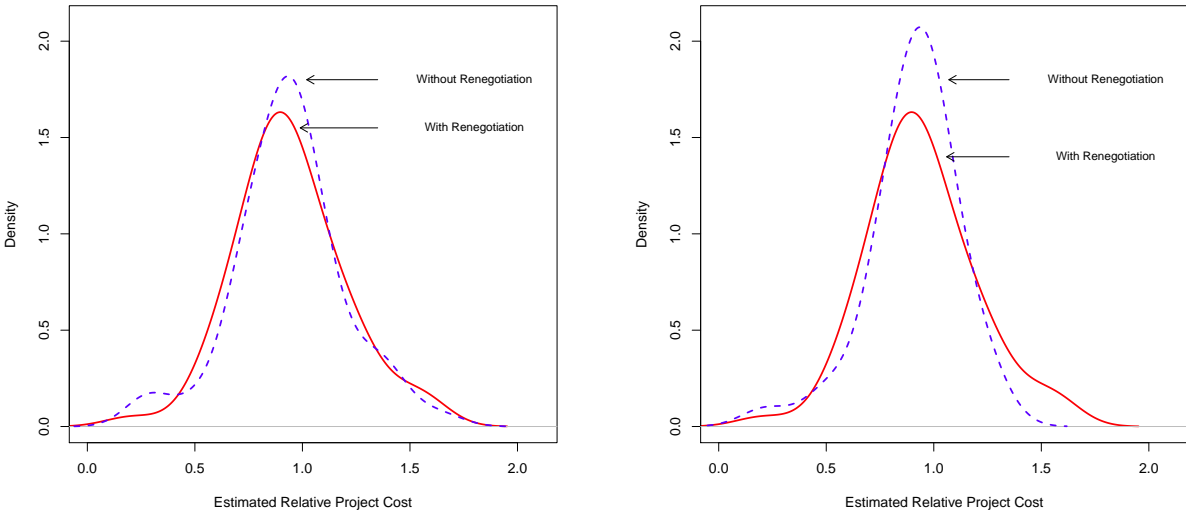 2.0
Without Renegotiation
1.5
With Renegotiation
Density
1.0
0.5
0.0
0.0 0.5 1.0 1.5 2.0
Estimated Relative Project Cost
2.0
Without Renegotiation
1.5
With Renegotiation
Density
1.0
0.5
0.0
0.0 0.5 1.0 1.5 2.0
Estimated Relative Project Cost